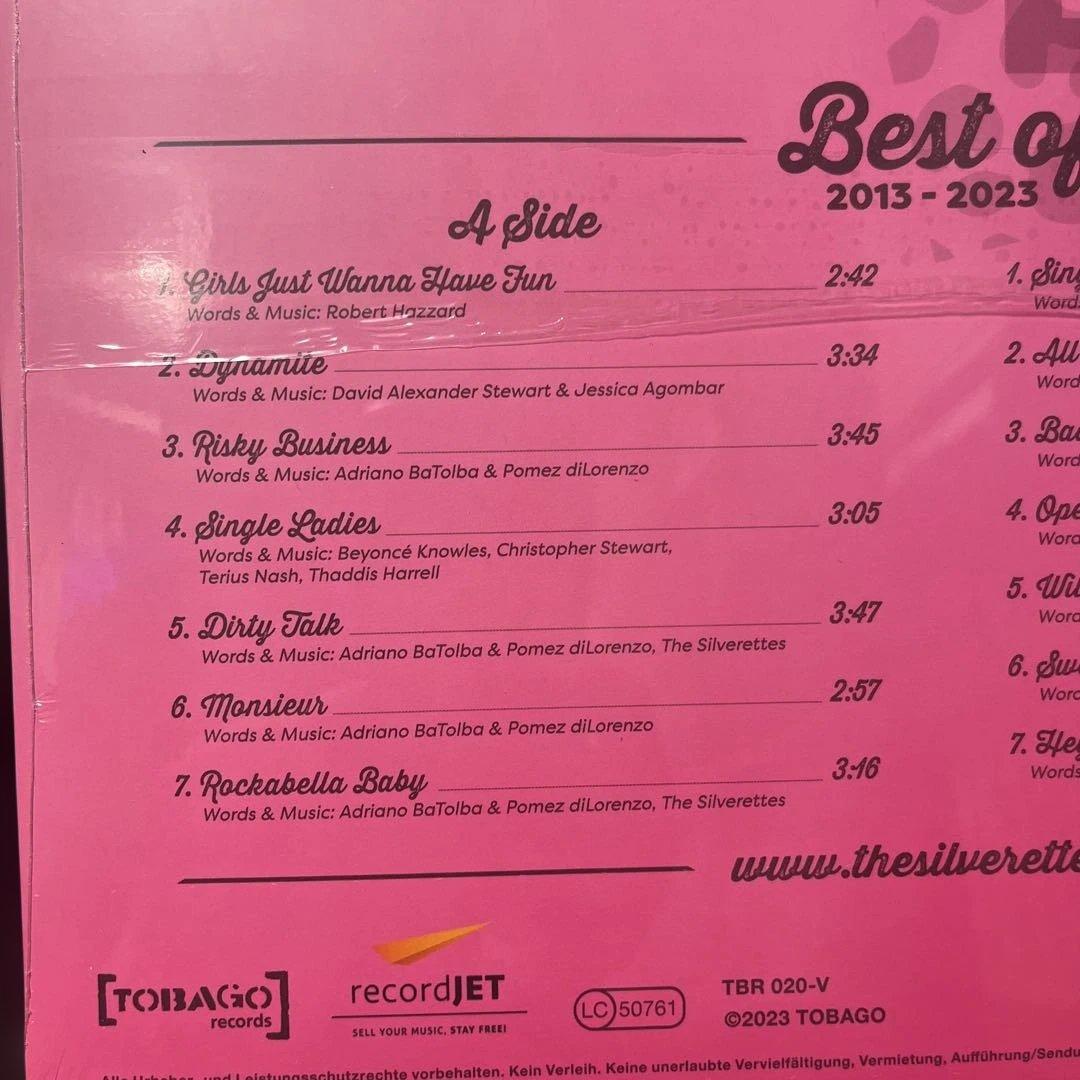 Best of
2013 - 2023
A Side
1. Girls Just Wanna Have Fun 2:42
Words & Music: Robert Hazzard
2. Dynamite 3:34
Words & Music: David Alexander Stewart & Jessica Agombar
3. Risky Business 3:45
Words & Music: Adriano BaTolba & Pomez diLorenzo
4. Single Ladies 3:05
Words & Music: Beyoncé Knowles, Christopher Stewart,
Terius Nash, Thaddis Harrell
5. Dirty Talk 3:47
Words & Music: Adriano BaTolba & Pomez diLorenzo, The Silverettes
6. Monsieur 2:57
Words & Music: Adriano BaTolba & Pomez diLorenzo
7. Rockabella Baby 3:16
Words & Music: Adriano BaTolba & Pomez diLorenzo, The Silverettes
1.
2. All
3.
4.
5.
6.
7.
www.thesilverette
[TOBAGO]
records
recordJET
SELL YOUR MUSIC, STAY FREE!
LC 50761
TBR 020-V
©2023 TOBAGO
Alle Urheber- und Leistungsschutzrechte vorbehalten. Kein Verleih. Keine unerlaubte Vervielfältigung, Vermietung, Aufführung/Sendu